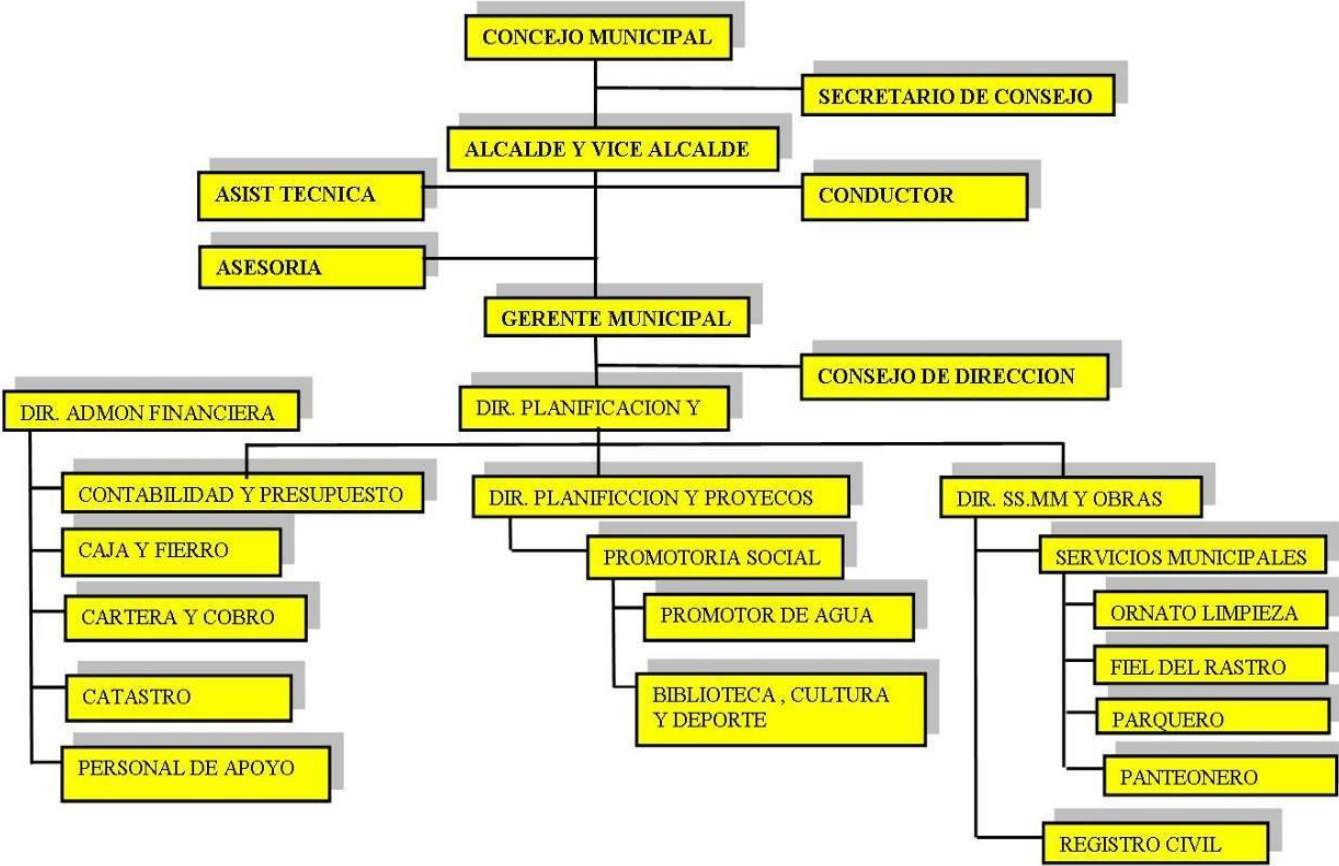 CONCEJO MUNICIPAL
SECRETARIO DE CONSEJO
ALCALDE Y VICE ALCALDE
ASIST TECNICA
CONDUCTOR
ASESORIA
GERENTE MUNICIPAL
CONSEJO DE DIRECCION
DIR. ADMON FINANCIERA
DIR. PLANIFICACION Y
CONTABILIDAD Y PRESUPUESTO
CAJA Y FIERRO
CARTERA Y COBRO
CATASTRO
PERSONAL DE APOYO
DIR. PLANIFICCION Y PROYECOS
PROMOTORIA SOCIAL
PROMOTOR DE AGUA
BIBLIOTECA , CULTURA
Y DEPORTE
DIR. SS.MM Y OBRAS
SERVICIOS MUNICIPALES
ORNATO LIMPIEZA
FIEL DEL RASTRO
PARQUERO
PANTEONERO
REGISTRO CIVIL